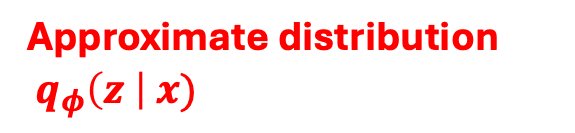 Approximate distribution
qϕ(z | x)